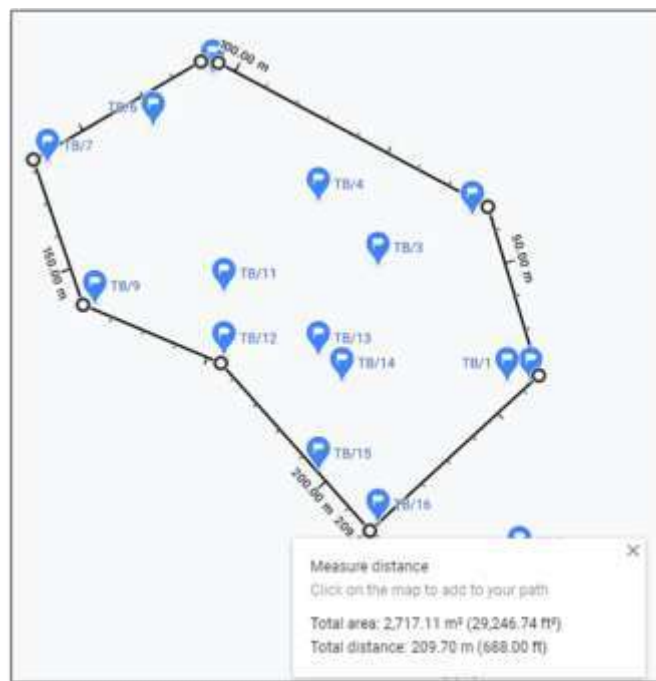 100.00 m
TB/6
TB/7
TB/4
TB/3
50.00 m
150.00 m
TB/9
TB/11
TB/12
TB/13
TB/14
TB/1
TB/15
200.00 m
209
TB/16
Measure distance
Click on the map to add to your path
Total area: 2,717.11 m² (29,246.74 ft²)
Total distance: 209.70 m (688.00 ft)